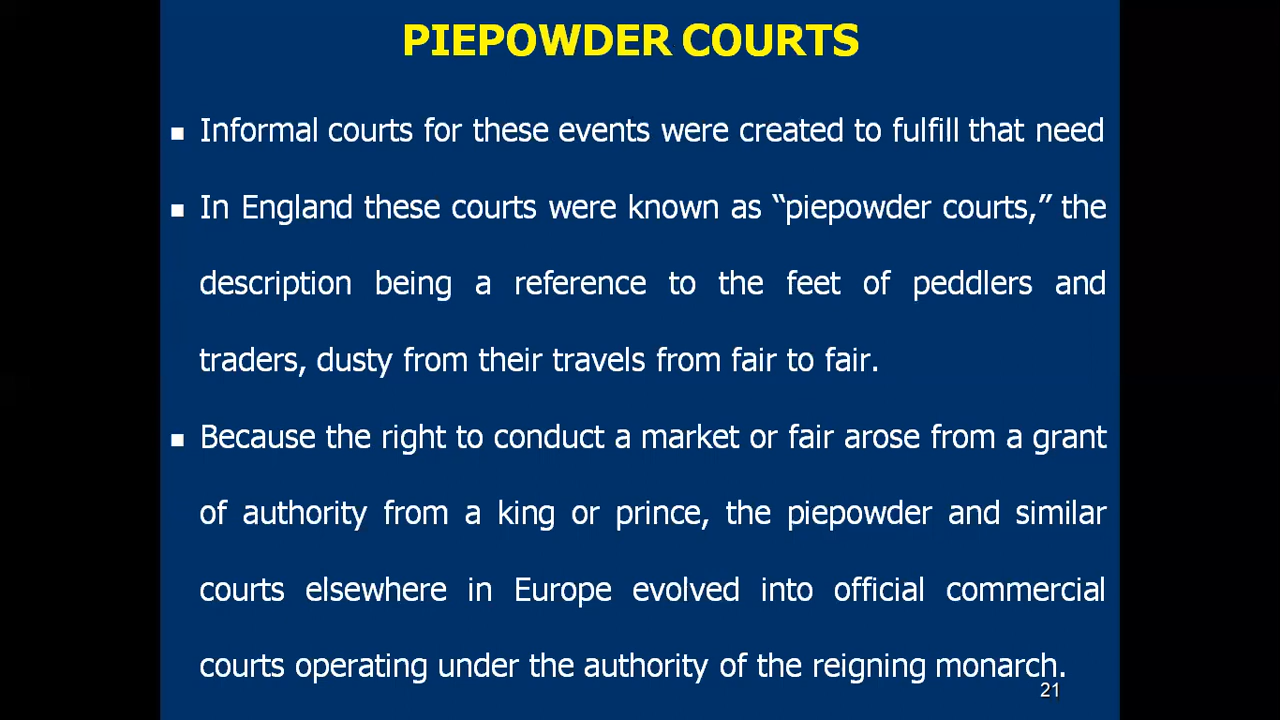 PIEPOWDER COURTS
▪ Informal courts for these events were created to fulfill that need
▪ In England these courts were known as “piepowder courts,” the
description being a reference to the feet of peddlers and
traders, dusty from their travels from fair to fair.
▪ Because the right to conduct a market or fair arose from a grant
of authority from a king or prince, the piepowder and similar
courts elsewhere in Europe evolved into official commercial
courts operating under the authority of the reigning monarch.
21